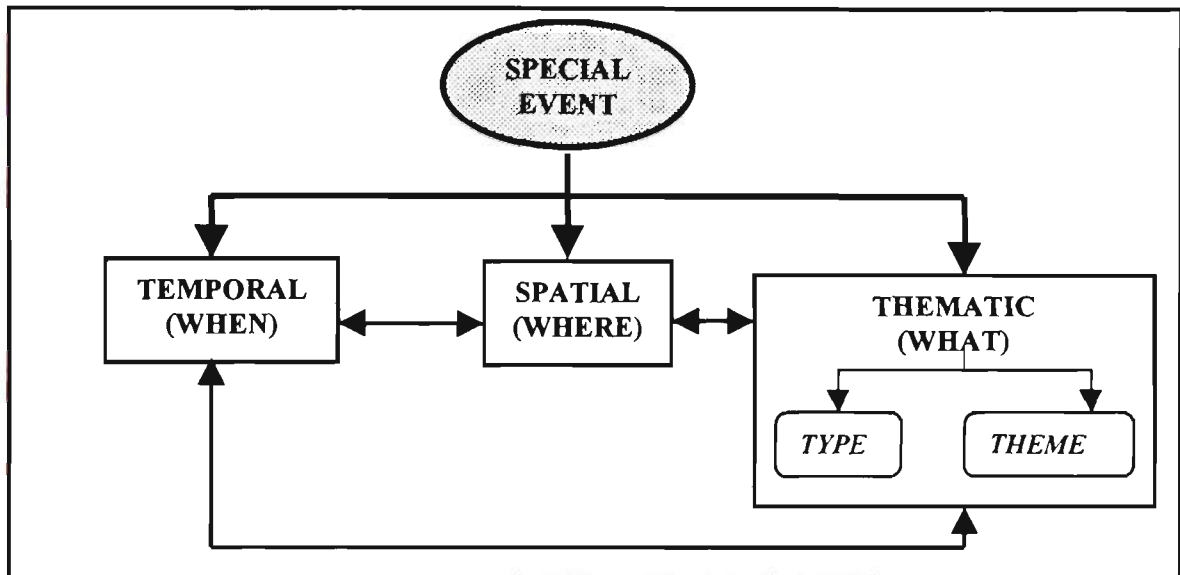 SPECIAL
EVENT
TEMPORAL
(WHEN)
SPATIAL
(WHERE)
THEMATIC
(WHAT)
TYPE
THEME